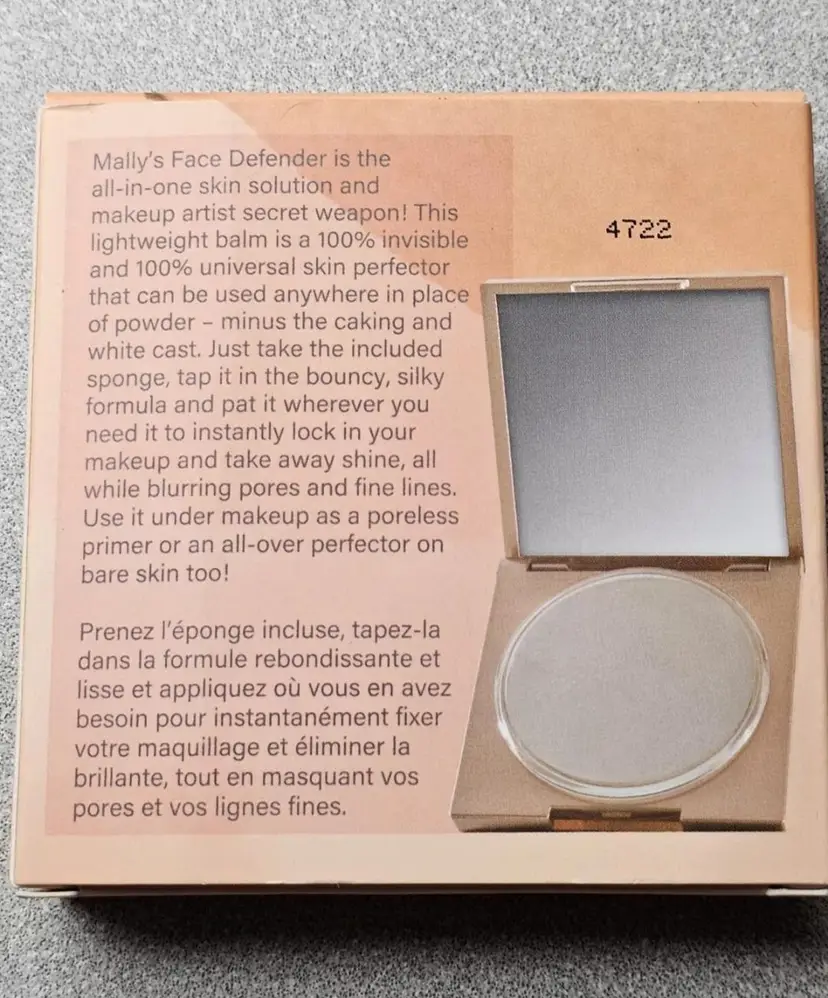 Mally's Face Defender is the
all-in-one skin solution and
makeup artist secret weapon! This
lightweight balm is a 100% invisible
and 100% universal skin perfector
that can be used anywhere in place
of powder – minus the caking and
white cast. Just take the included
sponge, tap it in the bouncy, silky
formula and pat it wherever you
need it to instantly lock in your
makeup and take away shine, all
while blurring pores and fine lines.
Use it under makeup as a poreless
primer or an all-over perfector on
bare skin too!
Prenez l'éponge incluse, tapez-la
dans la formule rebondissante et
lisse et appliquez où vous en avez
besoin pour instantanément fixer
votre maquillage et éliminer la
brillante, tout en masquant vos
pores et vos lignes fines.
4722